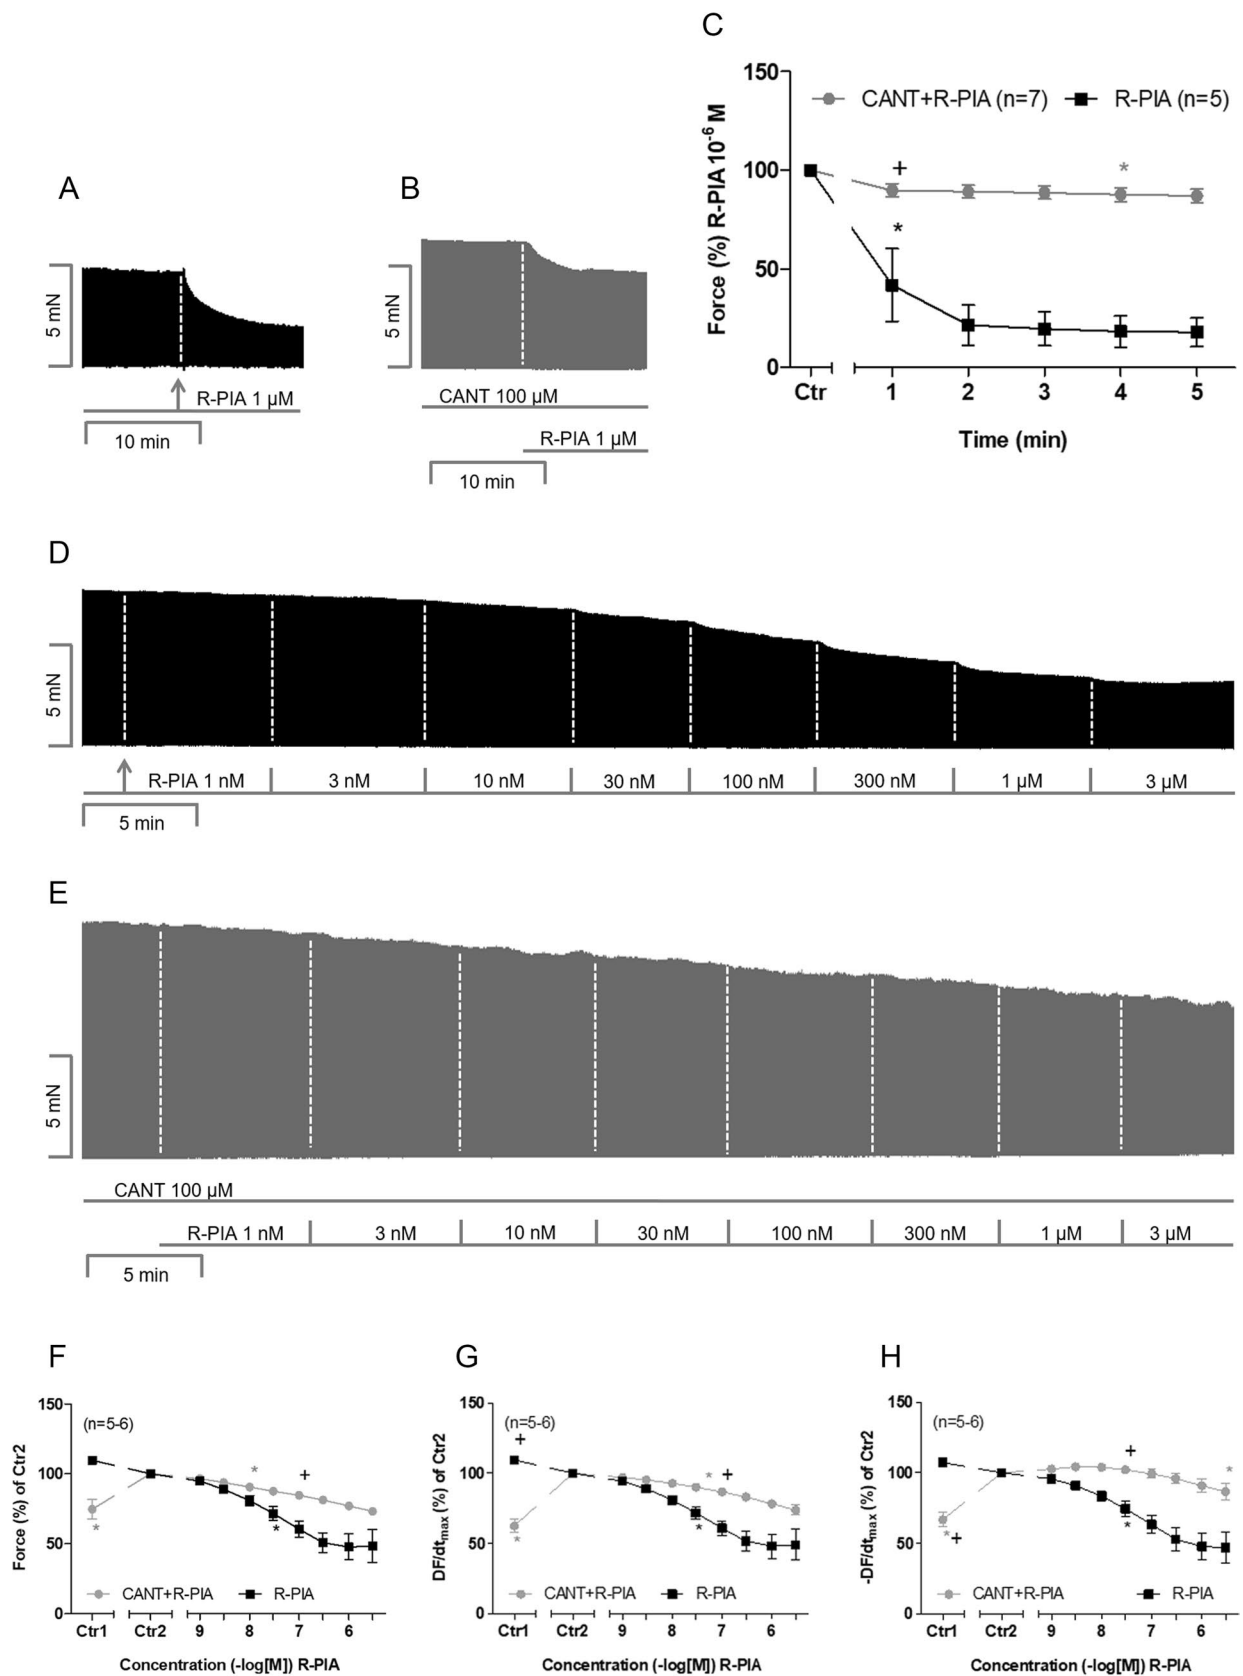 C
150
CANT+R-PIA (n=7)
R-PIA (n=5)
100
50
0
+
*
*
Force (%) R-PIA 10-6 M
Ctr
1
2
3
4
5
Time (min)
A
5 mN
R-PIA 1 µM
10 min
B
5 mN
CANT 100 µM
R-PIA 1 µM
10 min
D
5 mN
R-PIA 1 nM
3 nM
10 nM
30 nM
100 nM
300 nM
1 µM
3 µM
5 min
E
5 mN
CANT 100 µM
R-PIA 1 nM
3 nM
10 nM
30 nM
100 nM
300 nM
1 µM
3 µM
5 min
F
150
(n=5-6)
100
50
0
*
+
*
*
Force (%) of Ctr2
CANT+R-PIA
R-PIA
Ctr1
Ctr2
9
8
7
6
Concentration (-log[M]) R-PIA
G
150
(n=5-6)
+
100
50
0
*
+
*
*
DF/dtmax (%) of Ctr2
CANT+R-PIA
R-PIA
Ctr1
Ctr2
9
8
7
6
Concentration (-log[M]) R-PIA
H
150
(n=5-6)
100
50
0
+
*
*
*+
-DF/dtmax (%) of Ctr2
CANT+R-PIA
R-PIA
Ctr1
Ctr2
9
8
7
6
Concentration (-log[M]) R-PIA